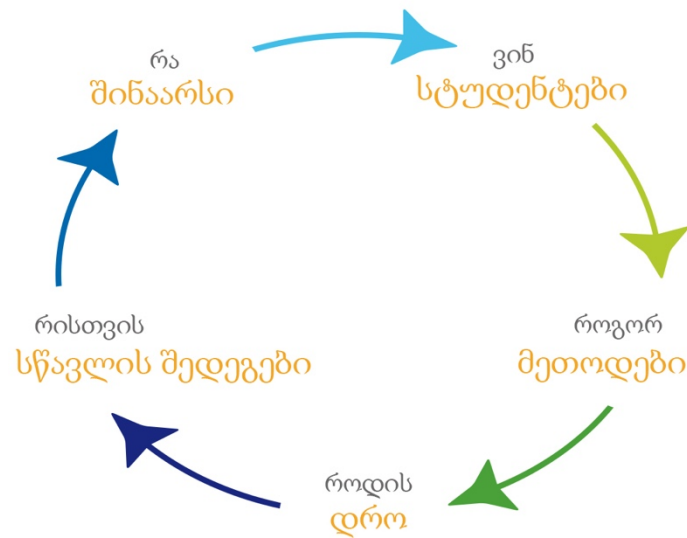 რა
შინაარსი
ვინ
სტუდენტები
როგორ
მეთოდები
როდის
დრო
რისთვის
სწავლის შედეგები